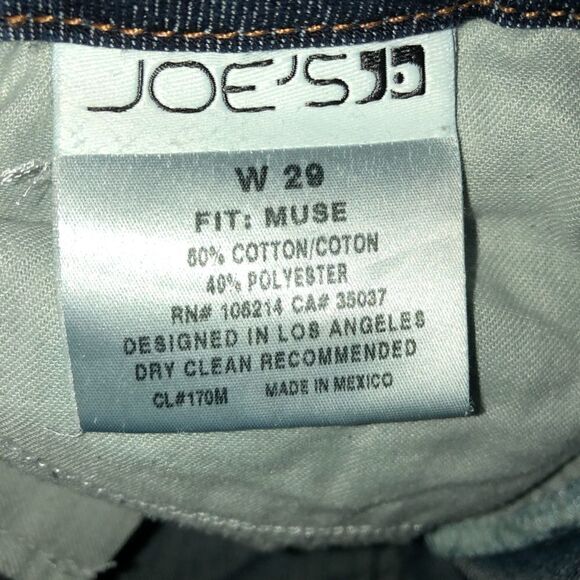 JOE'S
W 29
FIT: MUSE
60% COTTON/COTON
40% POLYESTER
RN# 106214 CA# 35037
DESIGNED IN LOS ANGELES
DRY CLEAN RECOMMENDED
CL#170M MADE IN MEXICO